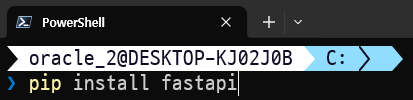 PowerShell
oracle_2@DESKTOP-KJ02J0B C:
❯ pip install fastapi